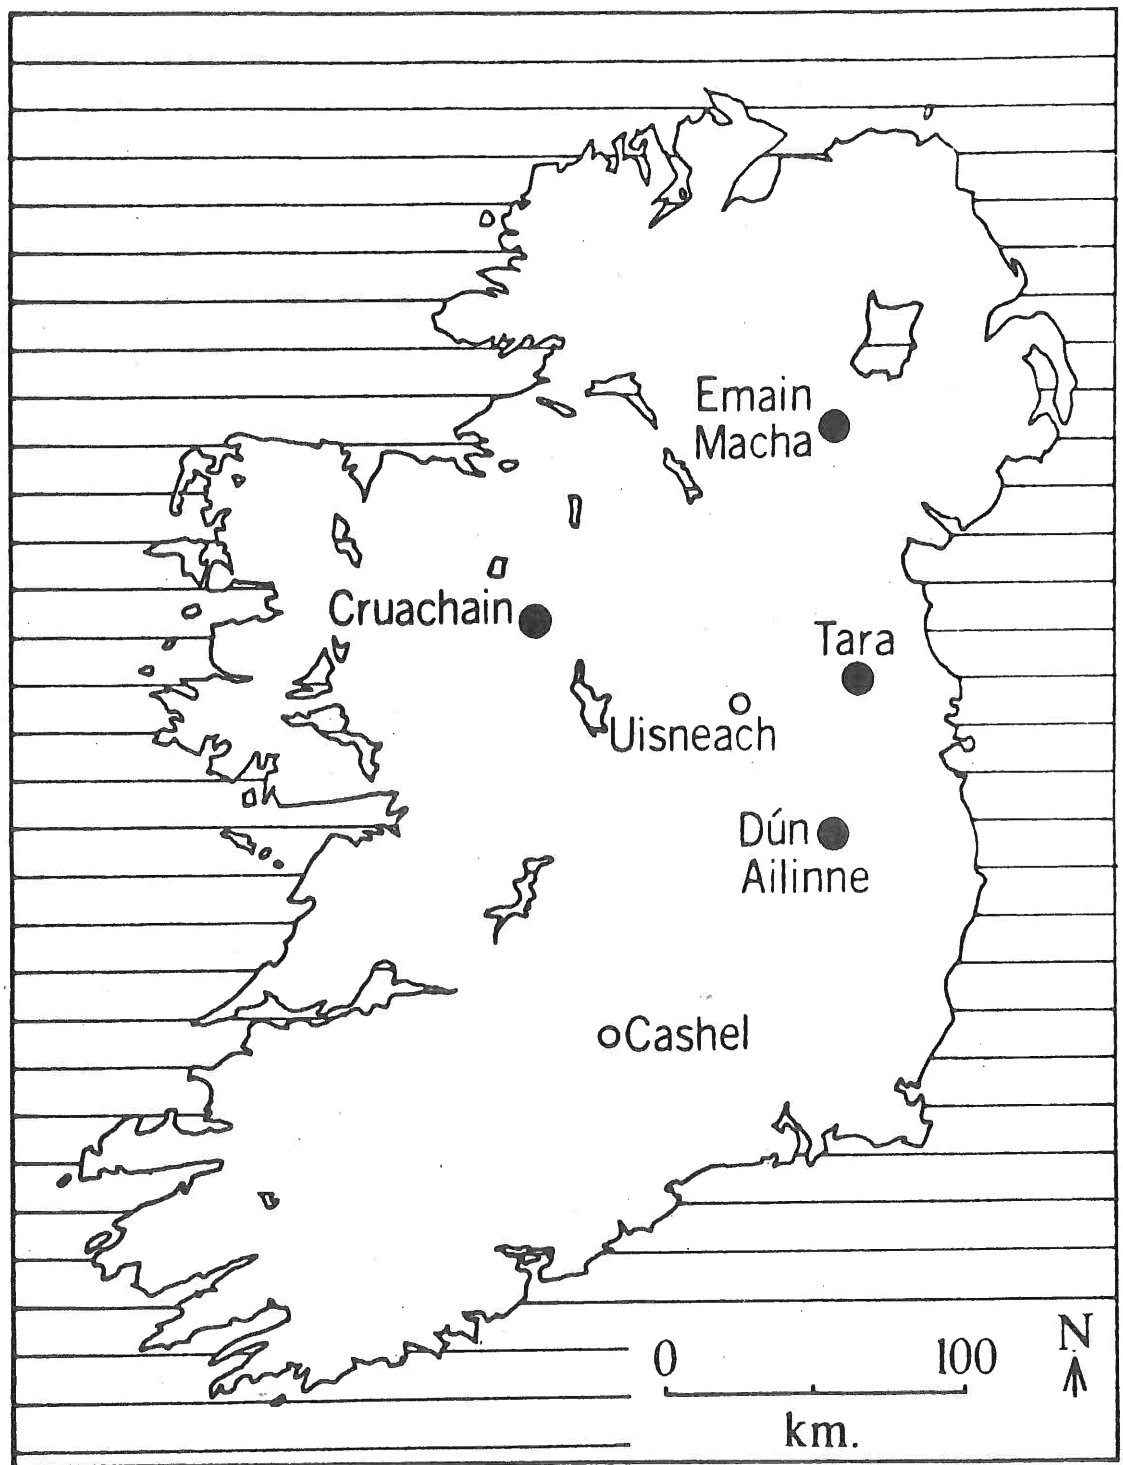 Emain
Macha
Cruachain
Tara
Uisneach
Dún
Ailinne
Cashel
0 100
km.
N